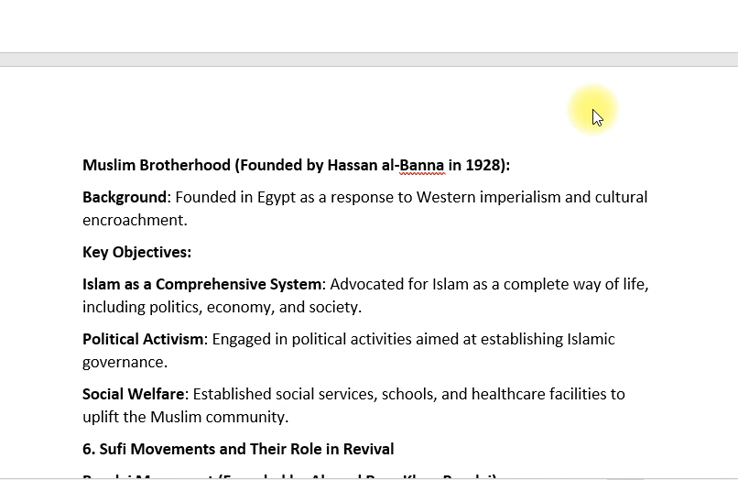 Muslim Brotherhood (Founded by Hassan al-Banna in 1928):
Background: Founded in Egypt as a response to Western imperialism and cultural
encroachment.
Key Objectives:
Islam as a Comprehensive System: Advocated for Islam as a complete way of life,
including politics, economy, and society.
Political Activism: Engaged in political activities aimed at establishing Islamic
governance.
Social Welfare: Established social services, schools, and healthcare facilities to
uplift the Muslim community.
6. Sufi Movements and Their Role in Revival